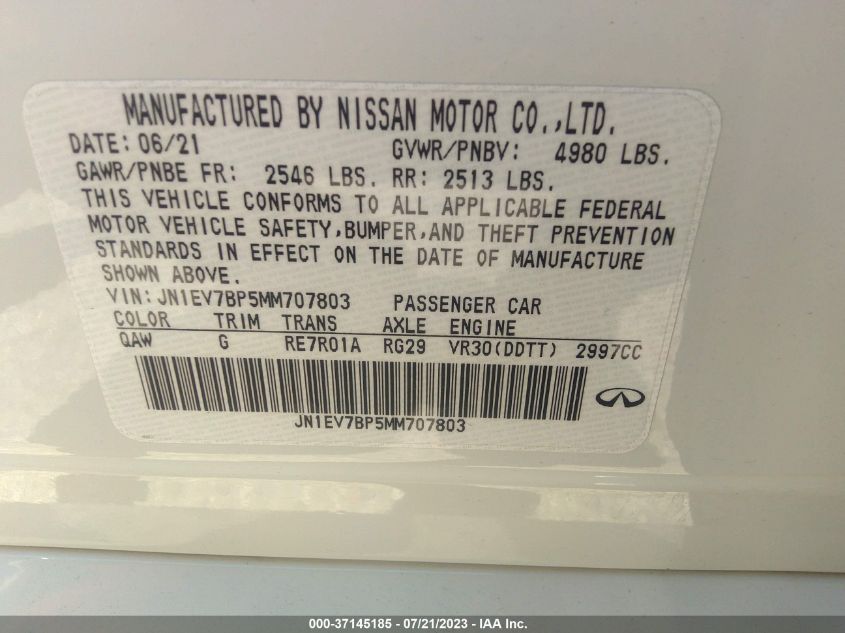 MANUFACTURED BY NISSAN MOTOR CO.,LTD.
DATE: 06/21 GVWR/PNBV: 4980 LBS.
GAWR/PNBE FR: 2546 LBS. RR: 2513 LBS.
THIS VEHICLE CONFORMS TO ALL APPLICABLE FEDERAL
MOTOR VEHICLE SAFETY,BUMPER,AND THEFT PREVENTION
STANDARDS IN EFFECT ON THE DATE OF MANUFACTURE
SHOWN ABOVE.
VIN: JN1EV7BP5MM707803 PASSENGER CAR
COLOR TRIM TRANS AXLE ENGINE
QAW G RE7R01A RG29 VR30(DDTT) 2997CC
JN1EV7BP5MM707803
000-37145185 - 07/21/2023 - IAA Inc.